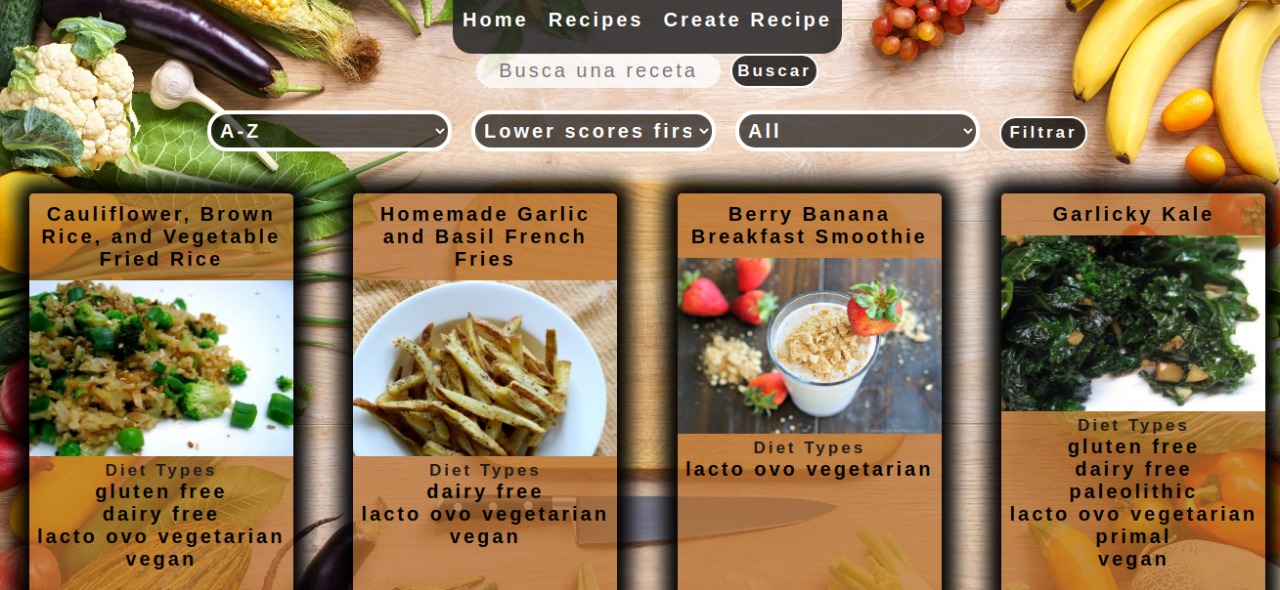 Home Recipes Create Recipe
Busca una receta Buscar
A-Z Lower scores firs All Filtrar
Cauliflower, Brown
Rice, and Vegetable
Fried Rice
Diet Types
gluten free
dairy free
lacto ovo vegetarian
vegan
Homemade Garlic
and Basil French
Fries
Diet Types
dairy free
lacto ovo vegetarian
vegan
Berry Banana
Breakfast Smoothie
Diet Types
lacto ovo vegetarian
Garlicky Kale
Diet Types
gluten free
dairy free
paleolithic
lacto ovo vegetarian
primal
vegan